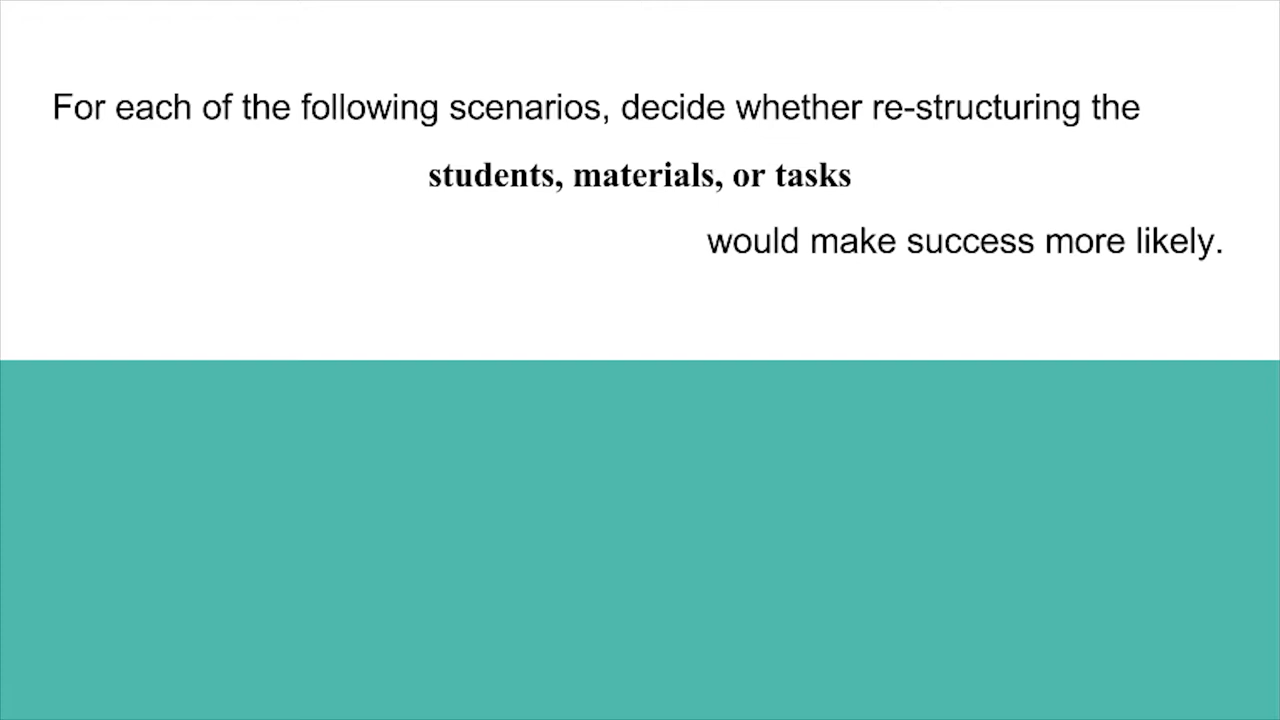 For each of the following scenarios, decide whether re-structuring the
students, materials, or tasks
would make success more likely.